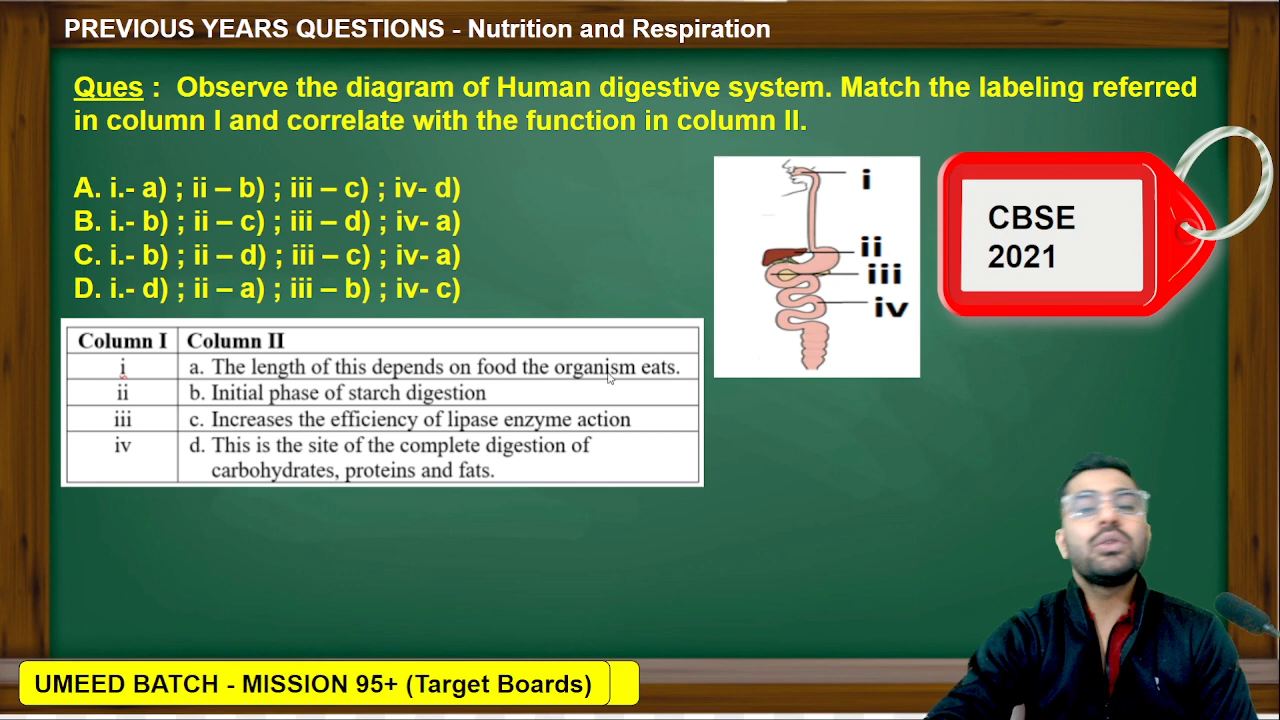 PREVIOUS YEARS QUESTIONS - Nutrition and Respiration
Ques : Observe the diagram of Human digestive system. Match the labeling referred
in column I and correlate with the function in column II.
A. i.- a) ; ii – b) ; iii – c) ; iv- d)
B. i.- b) ; ii – c) ; iii – d) ; iv- a)
C. i.- b) ; ii – d) ; iii – c) ; iv- a)
D. i.- d) ; ii – a) ; iii – b) ; iv- c)
i
ii
iii
iv
CBSE
2021
Column I Column II
i a. The length of this depends on food the organism eats.
ii b. Initial phase of starch digestion
iii c. Increases the efficiency of lipase enzyme action
iv d. This is the site of the complete digestion of
carbohydrates, proteins and fats.
UMEED BATCH - MISSION 95+ (Target Boards)